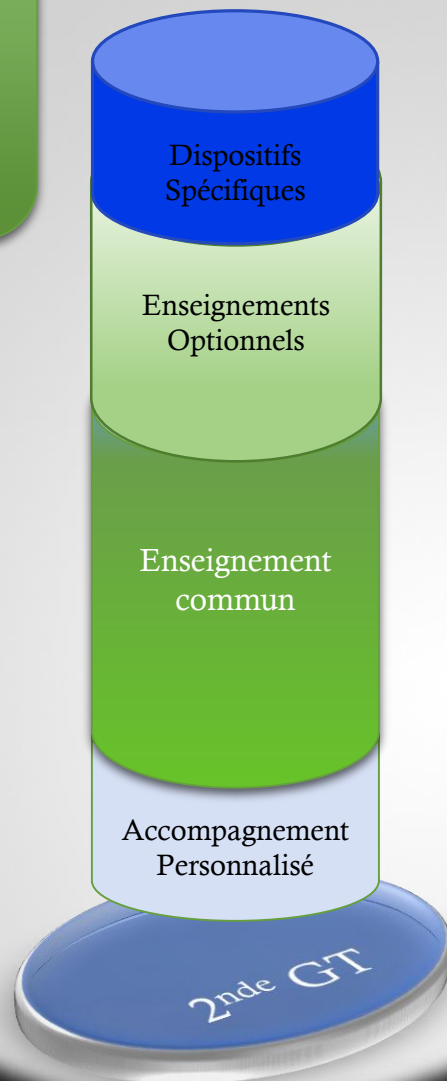 Dispositifs
Spécifiques
Enseignements
Optionnels
Enseignement
commun
Accompagnement
Personnalisé
2nde GT